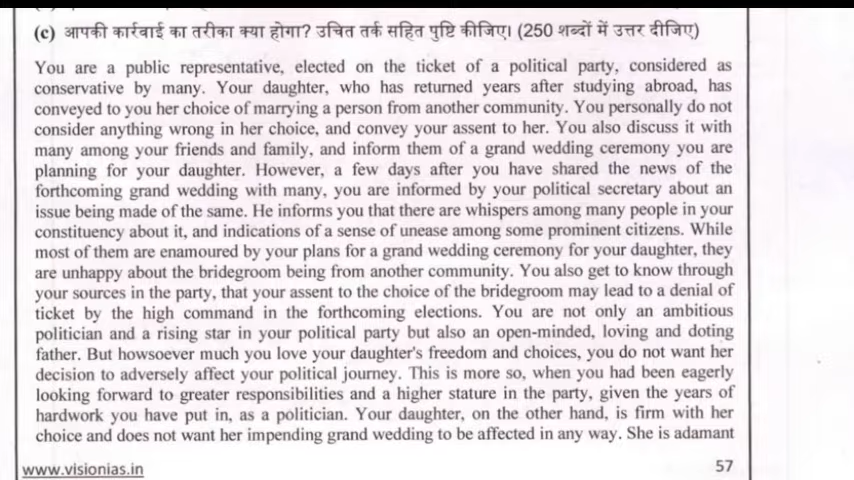 (c) आपकी कार्रवाई का तरीका क्या होगा? उचित तर्क सहित पुष्टि कीजिए। (250 शब्दों में उत्तर दीजिए)
You are a public representative, elected on the ticket of a political party, considered as
conservative by many. Your daughter, who has returned years after studying abroad, has
conveyed to you her choice of marrying a person from another community. You personally do not
consider anything wrong in her choice, and convey your assent to her. You also discuss it with
many among your friends and family, and inform them of a grand wedding ceremony you are
planning for your daughter. However, a few days after you have shared the news of the
forthcoming grand wedding with many, you are informed by your political secretary about an
issue being made of the same. He informs you that there are whispers among many people in your
constituency about it, and indications of a sense of unease among some prominent citizens. While
most of them are enamoured by your plans for a grand wedding ceremony for your daughter, they
are unhappy about the bridegroom being from another community. You also get to know through
your sources in the party, that your assent to the choice of the bridegroom may lead to a denial of
ticket by the high command in the forthcoming elections. You are not only an ambitious
politician and a rising star in your political party but also an open-minded, loving and doting
father. But howsoever much you love your daughter's freedom and choices, you do not want her
decision to adversely affect your political journey. This is more so, when you had been eagerly
looking forward to greater responsibilities and a higher stature in the party, given the years of
hardwork you have put in, as a politician. Your daughter, on the other hand, is firm with her
choice and does not want her impending grand wedding to be affected in any way. She is adamant
www.visionias.in 57